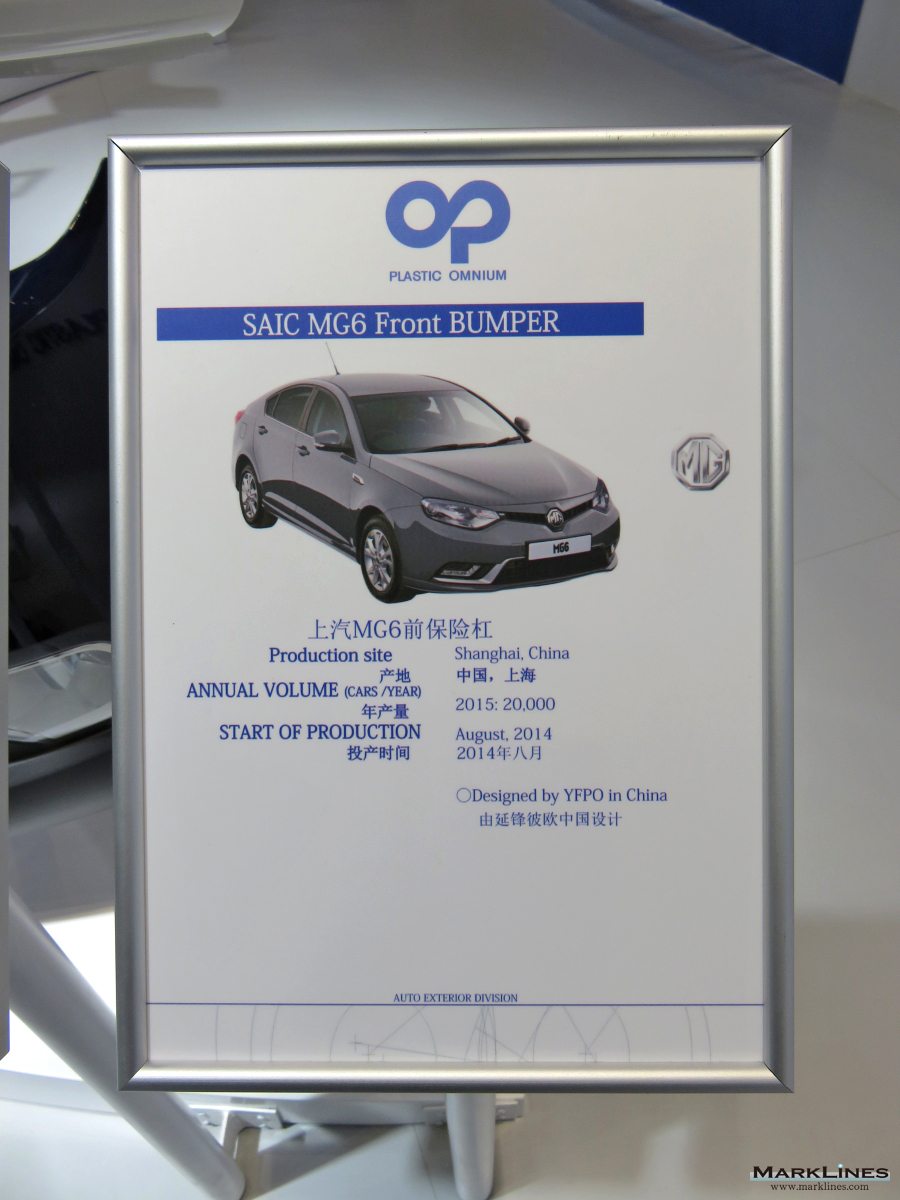 OP
PLASTIC OMNIUM
SAIC MG6 Front BUMPER
MG
MG
MG6
上汽MG6前保险杠
Production site
Shanghai, China
产地
中国，上海
ANNUAL VOLUME (CARS /YEAR)
2015: 20,000
年产量
START OF PRODUCTION
August, 2014
投产时间
2014年八月
○Designed by YFPO in China
由延锋彼欧中国设计
AUTO EXTERIOR DIVISION
MARKLINES
www.marklines.com